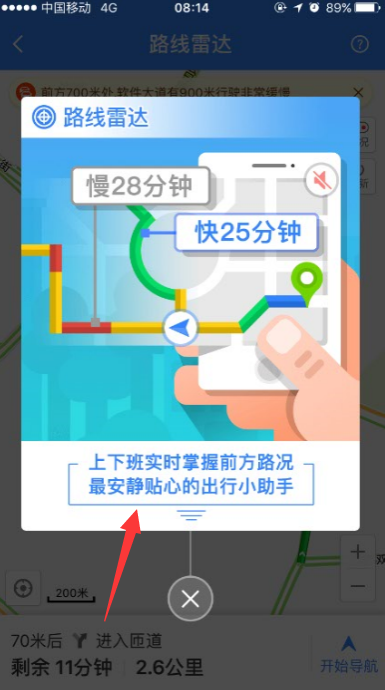 中国移动 4G 08:14 89%
路线雷达
前方700米处 软件大道有900米行驶非常缓慢
路线雷达
慢28分钟
快25分钟
上下班实时掌握前方路况
最安静贴心的出行小助手
200米
70米后 进入匝道
剩余 11分钟 2.6公里
开始导航